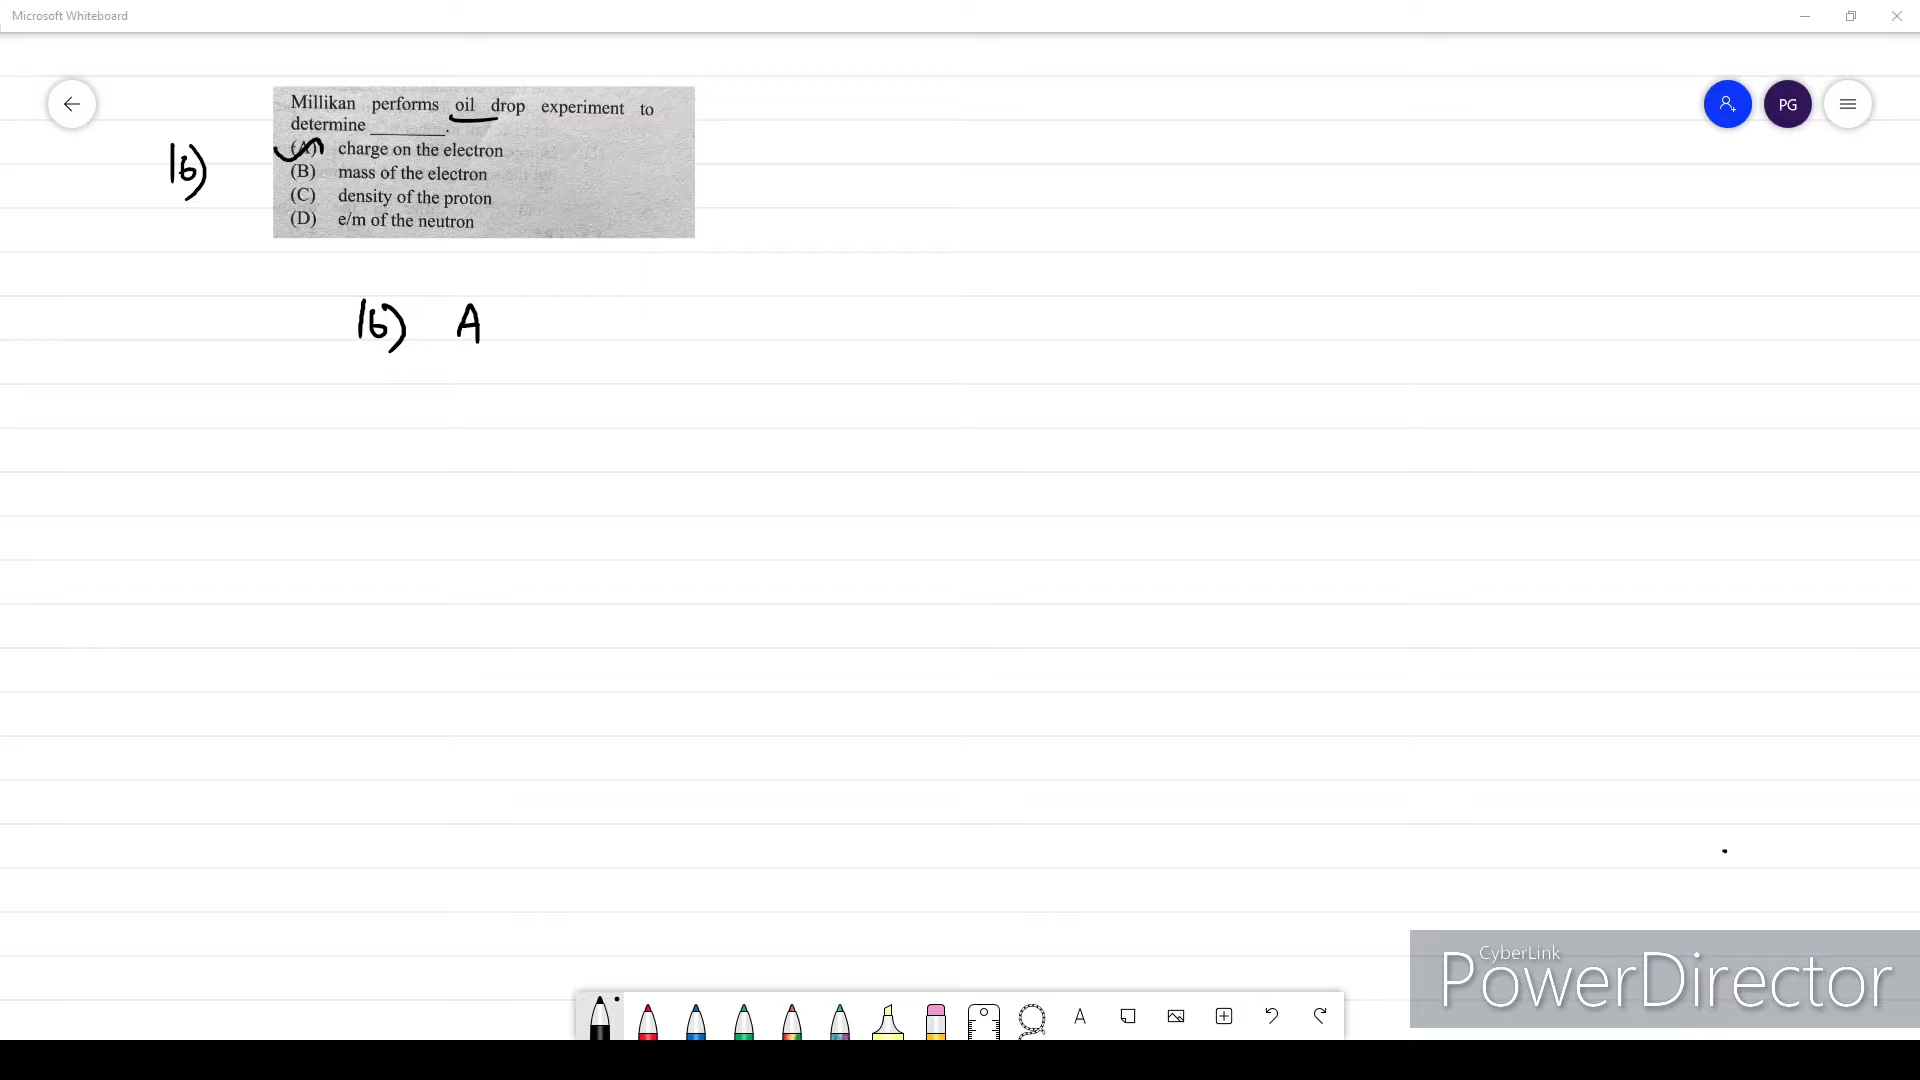 Microsoft Whiteboard
PG
16)
Millikan performs oil drop experiment to
determine ________.
(A) charge on the electron
(B) mass of the electron
(C) density of the proton
(D) e/m of the neutron
16) A
CyberLink
PowerDirector
A